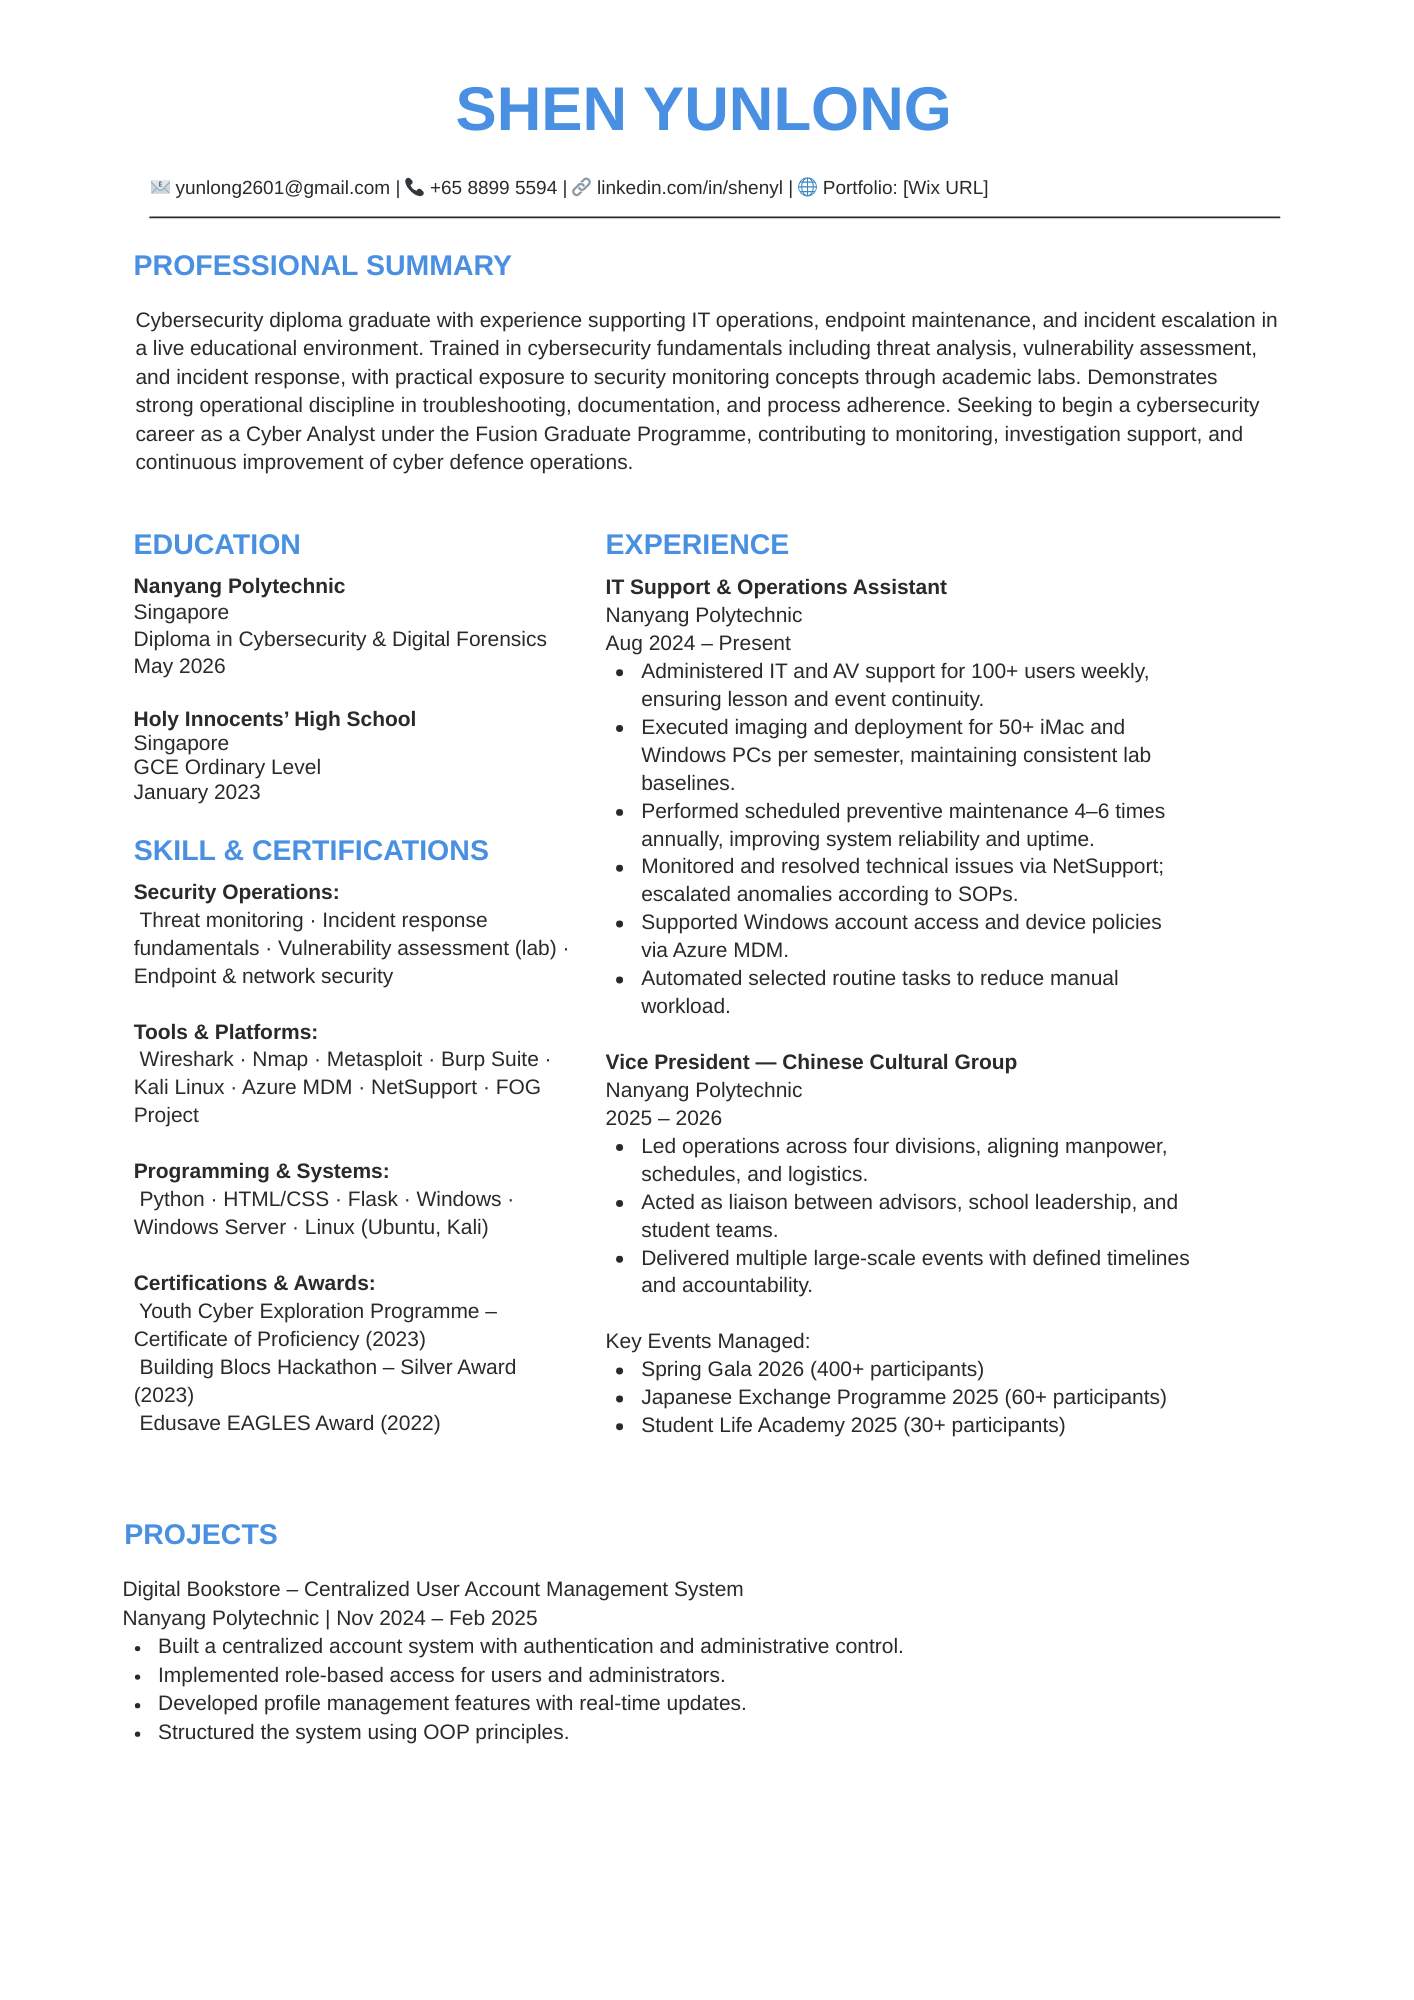 SHEN YUNLONG
yunlong2601@gmail.com | +65 8899 5594 | linkedin.com/in/shenyl | Portfolio: [Wix URL]
PROFESSIONAL SUMMARY
Cybersecurity diploma graduate with experience supporting IT operations, endpoint maintenance, and incident escalation in
a live educational environment. Trained in cybersecurity fundamentals including threat analysis, vulnerability assessment,
and incident response, with practical exposure to security monitoring concepts through academic labs. Demonstrates
strong operational discipline in troubleshooting, documentation, and process adherence. Seeking to begin a cybersecurity
career as a Cyber Analyst under the Fusion Graduate Programme, contributing to monitoring, investigation support, and
continuous improvement of cyber defence operations.
EDUCATION
Nanyang Polytechnic
Singapore
Diploma in Cybersecurity & Digital Forensics
May 2026
Holy Innocents’ High School
Singapore
GCE Ordinary Level
January 2023
SKILL & CERTIFICATIONS
Security Operations:
Threat monitoring · Incident response
fundamentals · Vulnerability assessment (lab) ·
Endpoint & network security
Tools & Platforms:
Wireshark · Nmap · Metasploit · Burp Suite ·
Kali Linux · Azure MDM · NetSupport · FOG
Project
Programming & Systems:
Python · HTML/CSS · Flask · Windows ·
Windows Server · Linux (Ubuntu, Kali)
Certifications & Awards:
Youth Cyber Exploration Programme –
Certificate of Proficiency (2023)
Building Blocs Hackathon – Silver Award
(2023)
Edusave EAGLES Award (2022)
EXPERIENCE
IT Support & Operations Assistant
Nanyang Polytechnic
Aug 2024 – Present
• Administered IT and AV support for 100+ users weekly,
ensuring lesson and event continuity.
• Executed imaging and deployment for 50+ iMac and
Windows PCs per semester, maintaining consistent lab
baselines.
• Performed scheduled preventive maintenance 4–6 times
annually, improving system reliability and uptime.
• Monitored and resolved technical issues via NetSupport;
escalated anomalies according to SOPs.
• Supported Windows account access and device policies
via Azure MDM.
• Automated selected routine tasks to reduce manual
workload.
Vice President — Chinese Cultural Group
Nanyang Polytechnic
2025 – 2026
• Led operations across four divisions, aligning manpower,
schedules, and logistics.
• Acted as liaison between advisors, school leadership, and
student teams.
• Delivered multiple large-scale events with defined timelines
and accountability.
Key Events Managed:
• Spring Gala 2026 (400+ participants)
• Japanese Exchange Programme 2025 (60+ participants)
• Student Life Academy 2025 (30+ participants)
PROJECTS
Digital Bookstore – Centralized User Account Management System
Nanyang Polytechnic | Nov 2024 – Feb 2025
• Built a centralized account system with authentication and administrative control.
• Implemented role-based access for users and administrators.
• Developed profile management features with real-time updates.
• Structured the system using OOP principles.